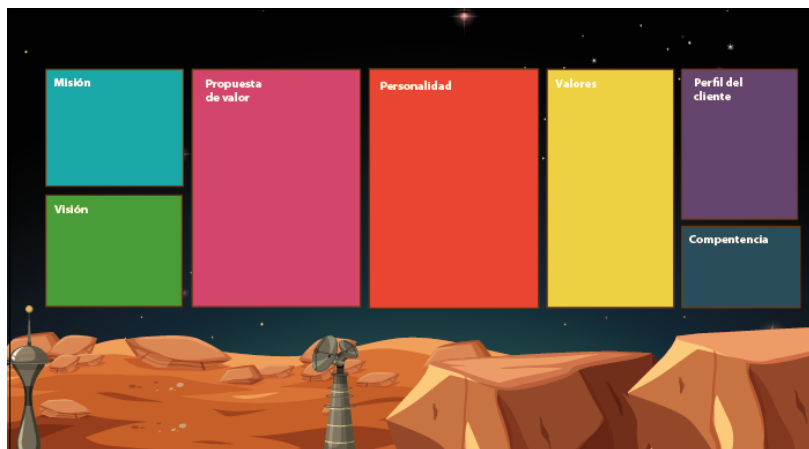 Misión
Visión
Propuesta
de valor
Personalidad
Valores
Perfil del
cliente
Compentencia